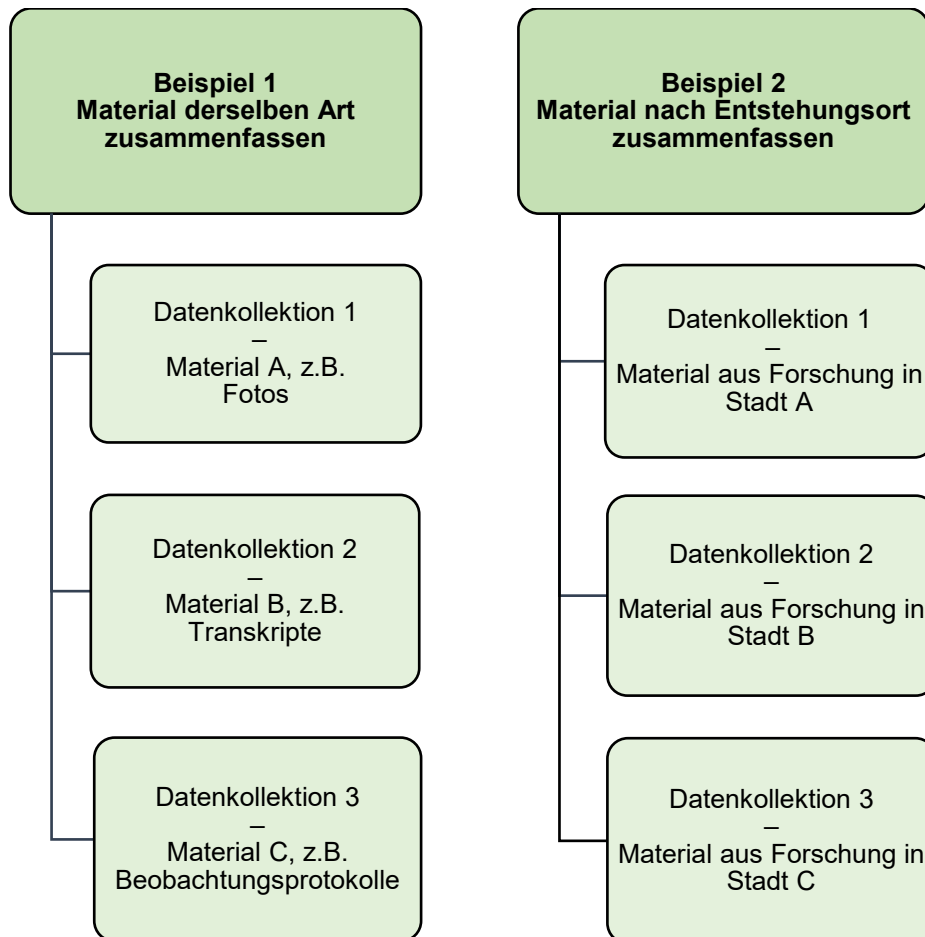 Beispiel 1
Material derselben Art
zusammenfassen
Datenkollektion 1
–
Material A, z.B.
Fotos
Datenkollektion 2
–
Material B, z.B.
Transkripte
Datenkollektion 3
–
Material C, z.B.
Beobachtungsprotokolle
Beispiel 2
Material nach Entstehungsort
zusammenfassen
Datenkollektion 1
–
Material aus Forschung in
Stadt A
Datenkollektion 2
–
Material aus Forschung in
Stadt B
Datenkollektion 3
–
Material aus Forschung in
Stadt C